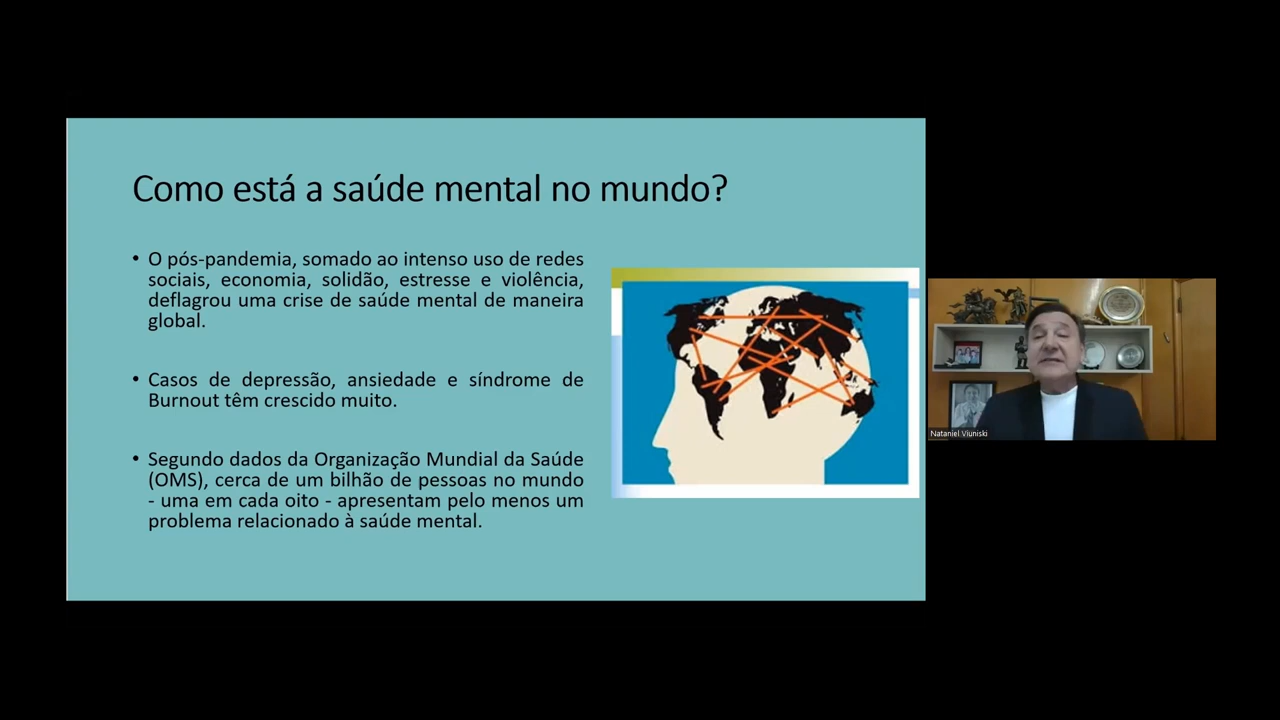 Como está a saúde mental no mundo?
• O pós-pandemia, somado ao intenso uso de redes
sociais, economia, solidão, estresse e violência,
deflagrou uma crise de saúde mental de maneira
global.
• Casos de depressão, ansiedade e síndrome de
Burnout têm crescido muito.
• Segundo dados da Organização Mundial da Saúde
(OMS), cerca de um bilhão de pessoas no mundo
- uma em cada oito - apresentam pelo menos um
problema relacionado à saúde mental.
Nataniel Viuniski